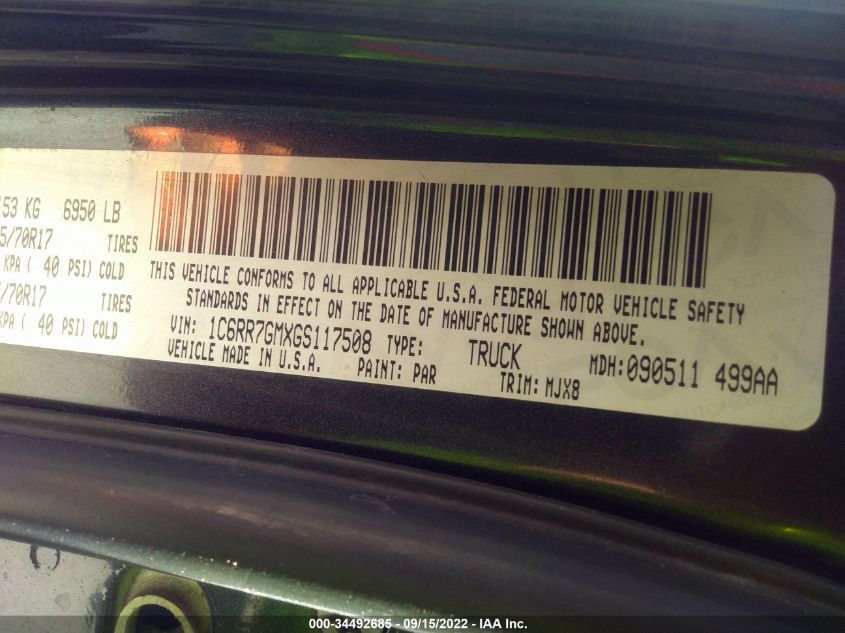 53 KG 6950 LB
5/70R17 TIRES
KPA ( 40 PSI) COLD
/70R17 TIRES
KPA ( 40 PSI) COLD
THIS VEHICLE CONFORMS TO ALL APPLICABLE U.S.A. FEDERAL MOTOR VEHICLE SAFETY
STANDARDS IN EFFECT ON THE DATE OF MANUFACTURE SHOWN ABOVE.
VIN: 1C6RR7GMXGS117508 TYPE: TRUCK
VEHICLE MADE IN U.S.A. PAINT: PAR TRIM: MJX8 MDH:090511 499AA
000-34492685 - 09/15/2022 - IAA Inc.